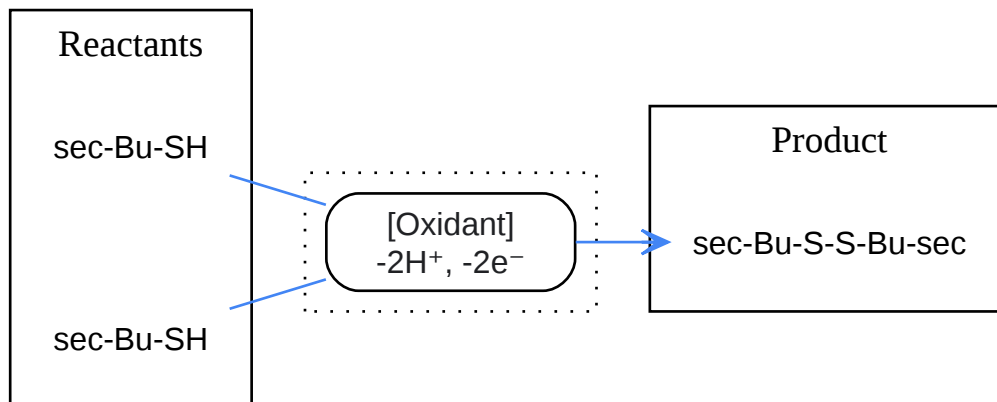 Reactants
sec-Bu-SH
sec-Bu-SH
[Oxidant]
-2H⁺, -2e⁻
Product
sec-Bu-S-S-Bu-sec